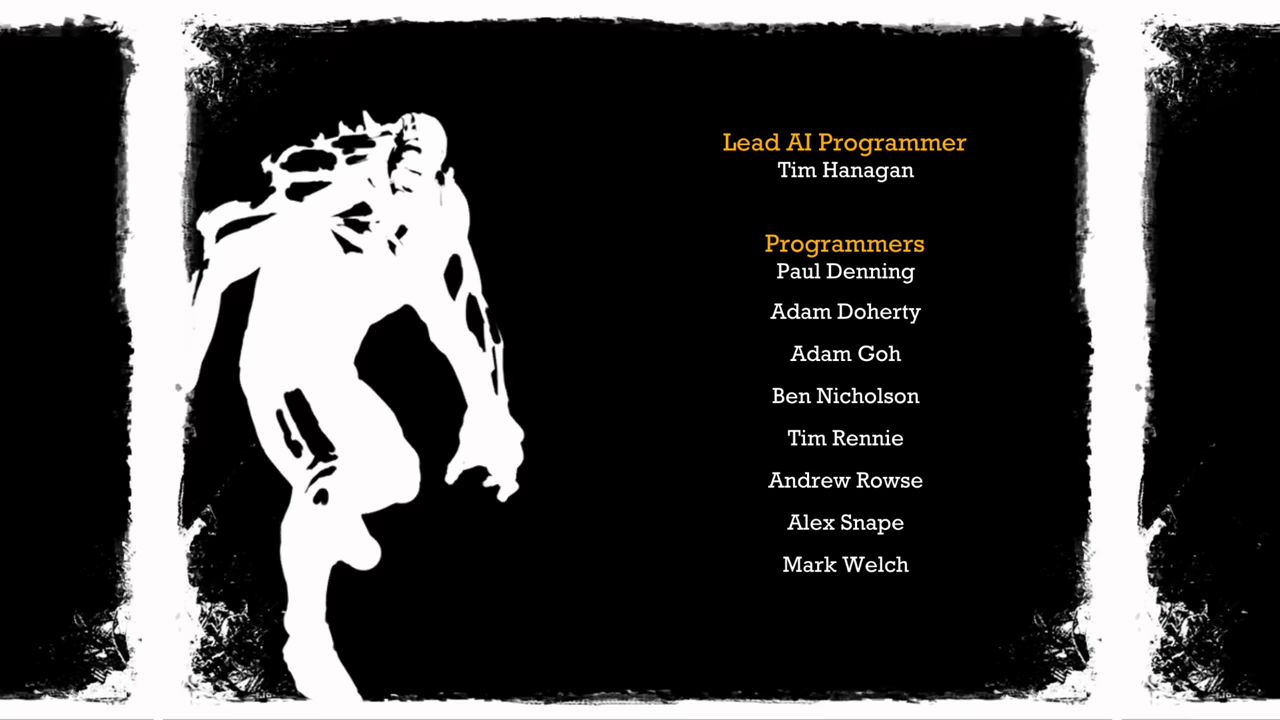 Lead AI Programmer
Tim Hanagan
Programmers
Paul Denning
Adam Doherty
Adam Goh
Ben Nicholson
Tim Rennie
Andrew Rowse
Alex Snape
Mark Welch